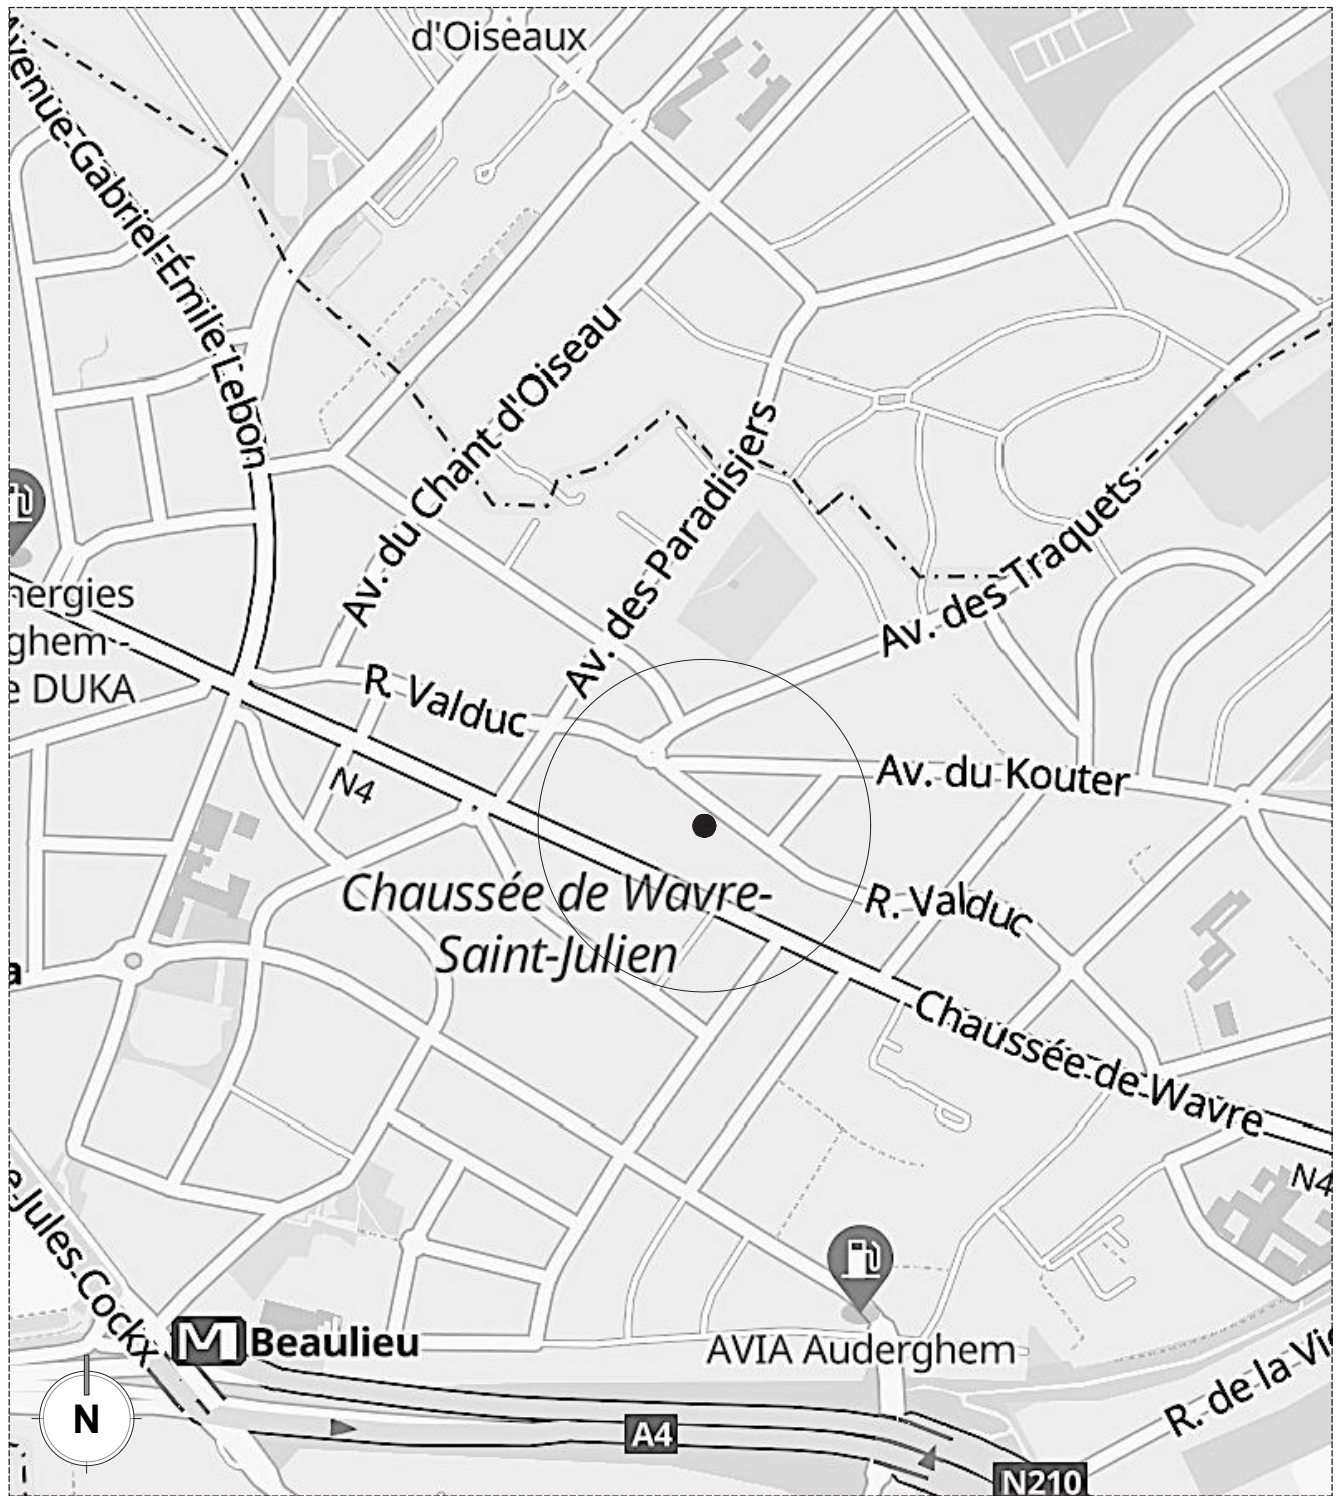 d'Oiseaux
Avenue Gabriel-Émile Lebon
Av. du Chant d'Oiseau
Av. des Paradisiers
Av. des Traquets
nergies
ghem -
e DUKA
R. Valduc
N4
Av. du Kouter
Chaussée de Wavre-
Saint-Julien
R. Valduc
a
Chaussée de Wavre
N4
e Jules Cockx
M Beaulieu
AVIA Auderghem
R. de la Vi
N
A4
N210